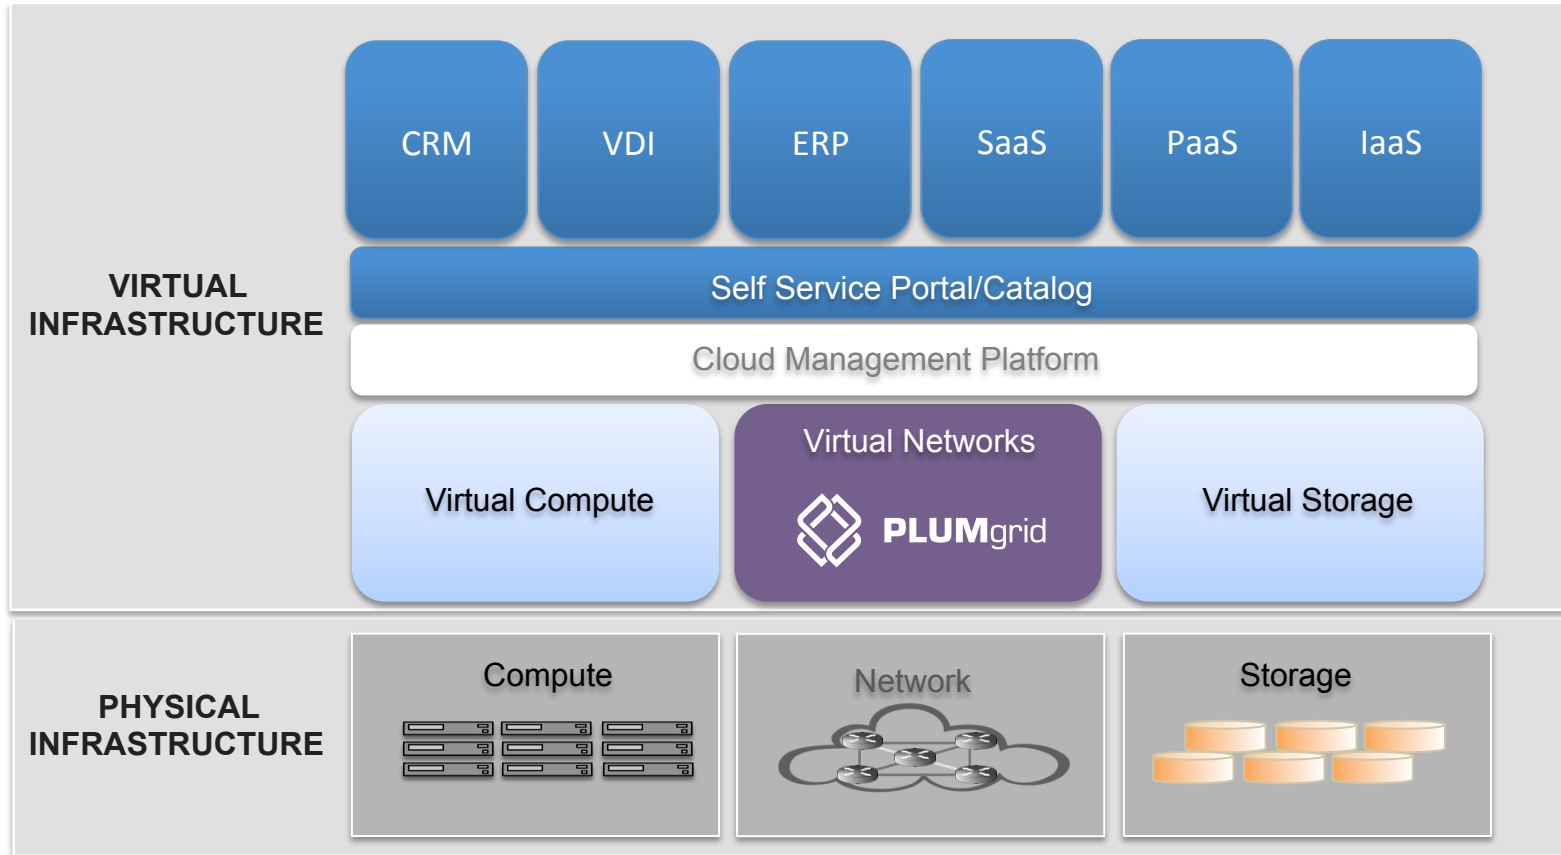 CRM
VDI
ERP
SaaS
PaaS
IaaS
VIRTUAL
INFRASTRUCTURE
Self Service Portal/Catalog
Cloud Management Platform
Virtual Compute
Virtual Networks
PLUMgrid
Virtual Storage
PHYSICAL
INFRASTRUCTURE
Compute
Network
Storage